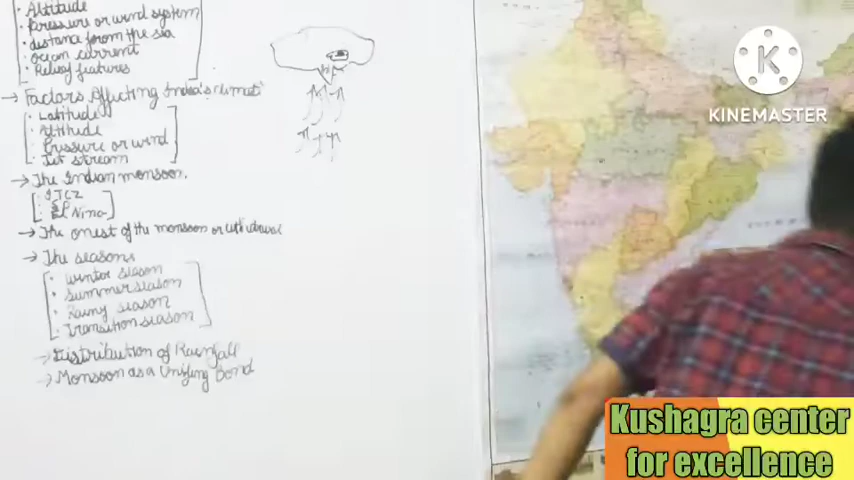 · Altitude
· Pressure or wind system
· distance from the sea
· Ocean current
· Relief features
→ Factors Affecting India's climate
· Latitude
· Altitude
· Pressure or wind
· Jet stream
→ The Indian monsoon.
· ITCZ
· El Nino
→ The onest of the monsoon or withdrawal
→ The seasons
· winter season
· Summer season
· Rainy season
· Transition season
→ Distribution of Rainfall
→ Monsoon as a Unifing bond
K
KINEMASTER
Kushagra center
for excellence